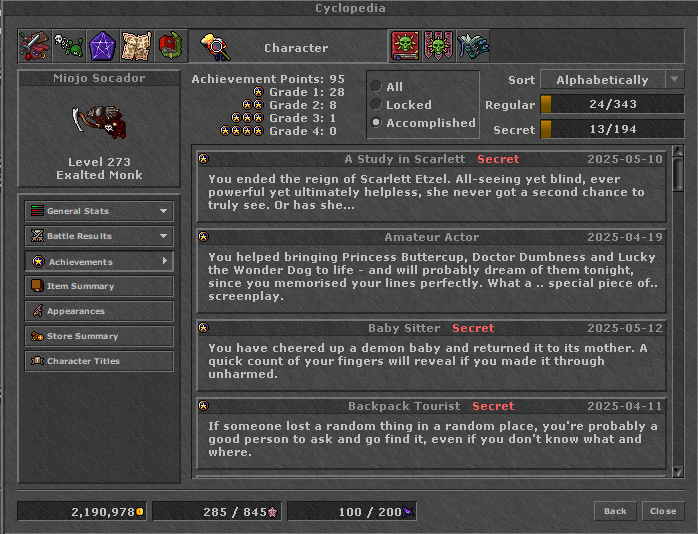 Cyclopedia
Character
Miojo Socador
Level 273
Exalted Monk
General Stats
Battle Results
Achievements
Item Summary
Appearances
Store Summary
Character Titles
Achievement Points: 95
Grade 1: 28
Grade 2: 8
Grade 3: 1
Grade 4: 0
All
Locked
Accomplished
Sort Alphabetically
Regular 24/343
Secret 13/194
A Study in Scarlett Secret 2025-05-10
You ended the reign of Scarlett Etzel. All-seeing yet blind, ever
powerful yet ultimately helpless, she never got a second chance to
truly see. Or has she...
Amateur Actor 2025-04-19
You helped bringing Princess Buttercup, Doctor Dumbness and Lucky
the Wonder Dog to life - and will probably dream of them tonight,
since you memorised your lines perfectly. What a .. special piece of..
screenplay.
Baby Sitter Secret 2025-05-12
You have cheered up a demon baby and returned it to its mother. A
quick count of your fingers will reveal if you made it through
unharmed.
Backpack Tourist Secret 2025-04-11
If someone lost a random thing in a random place, you're probably a
good person to ask and go find it, even if you don't know what and
where.
2,190,978
285 / 845
100 / 200
Back
Close